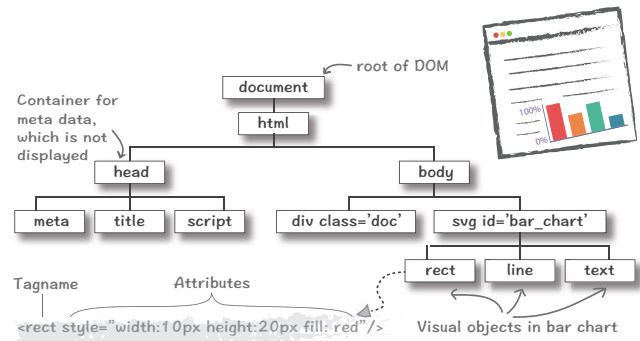 root of DOM
document
html
Container for
meta data,
which is not
displayed
100%
0%
head
body
meta
title
script
div class='doc'
svg id='bar_chart'
rect
line
text
Tagname
Attributes
<rect style="width:10px height:20px fill: red"/>
Visual objects in bar chart